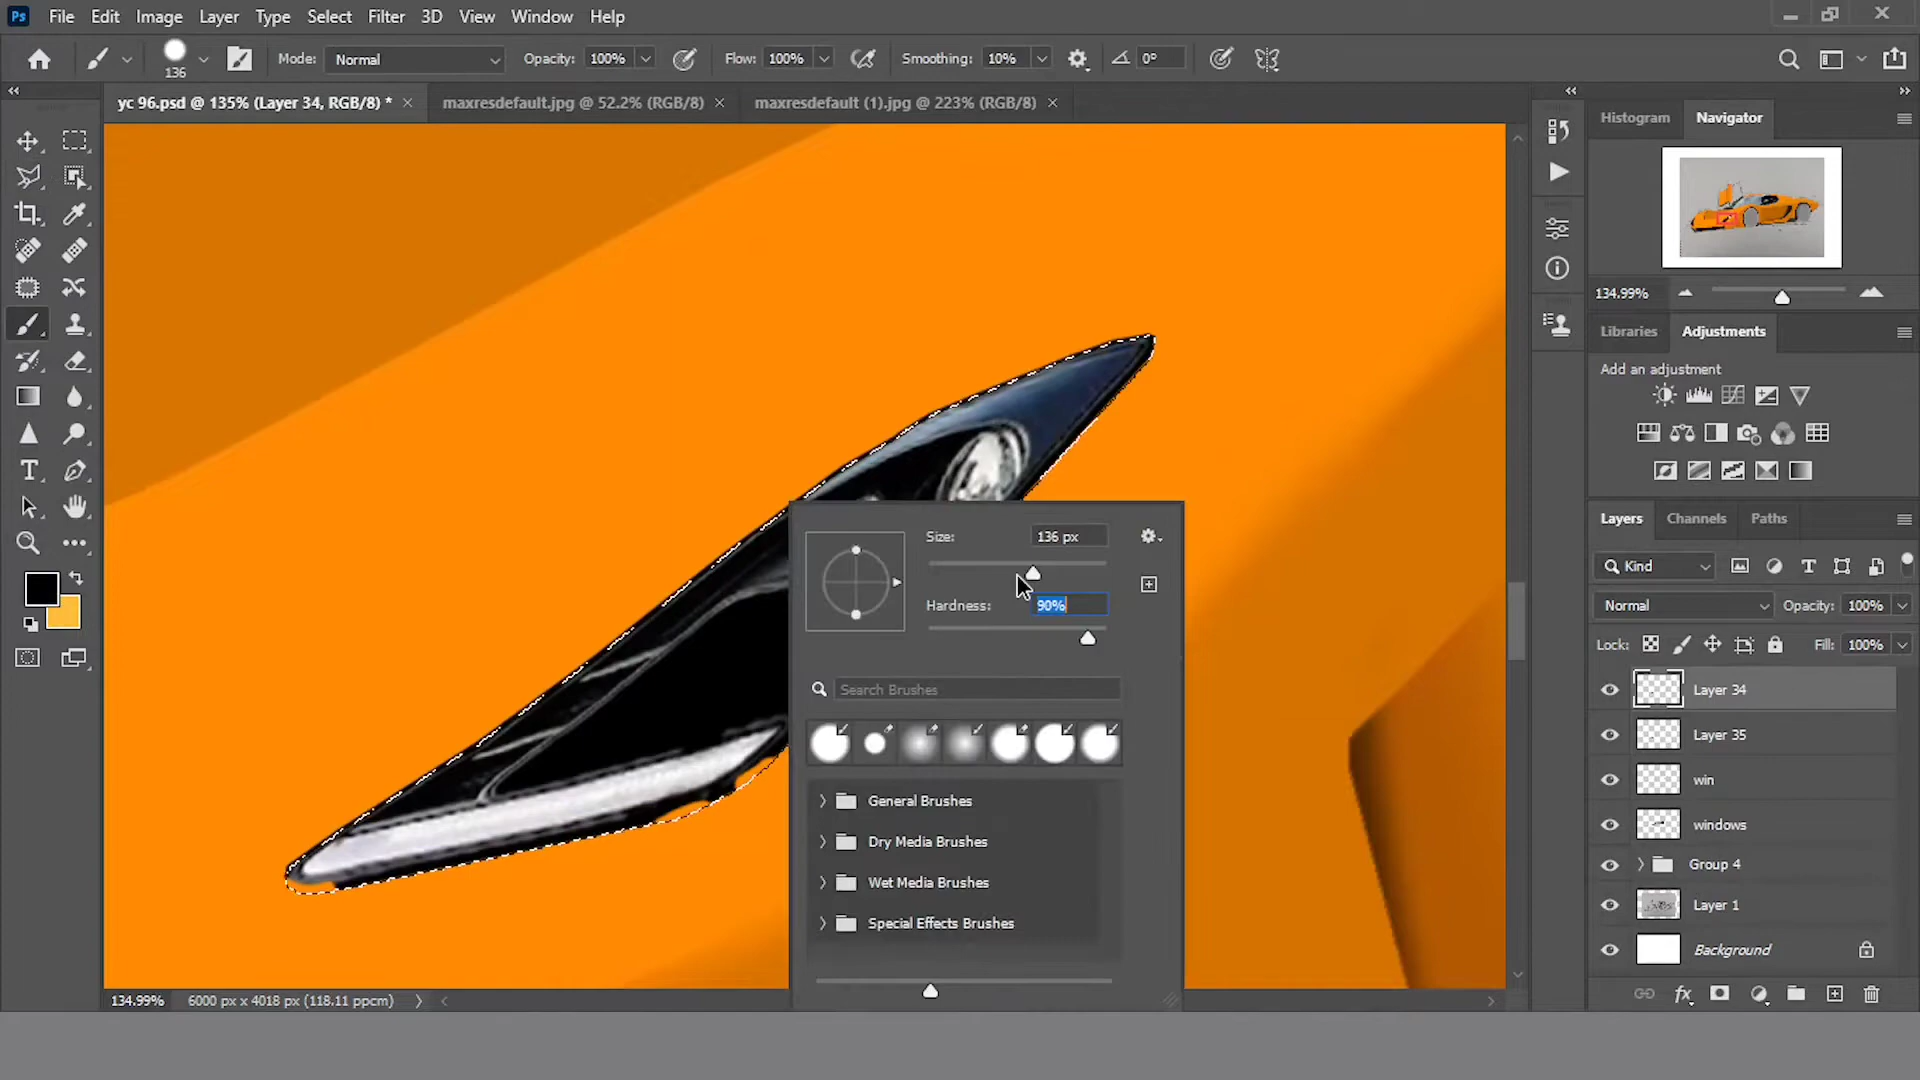 Ps File Edit Image Layer Type Select Filter 3D View Window Help
136 Mode: Normal Opacity: 100% Flow: 100% Smoothing: 10% 0°
yc 96.psd @ 135% (Layer 34, RGB/8) * maxresdefault.jpg @ 52.2% (RGB/8) maxresdefault (1).jpg @ 223% (RGB/8)
Histogram Navigator
134.99%
Libraries Adjustments
Add an adjustment
Layers Channels Paths
Kind
Normal Opacity: 100%
Lock: Fill: 100%
Layer 34
Layer 35
win
windows
Group 4
Layer 1
Background
Size: 136 px
Hardness: 90%
Search Brushes
General Brushes
Dry Media Brushes
Wet Media Brushes
Special Effects Brushes
134.99% 6000 px x 4018 px (118.11 ppcm)